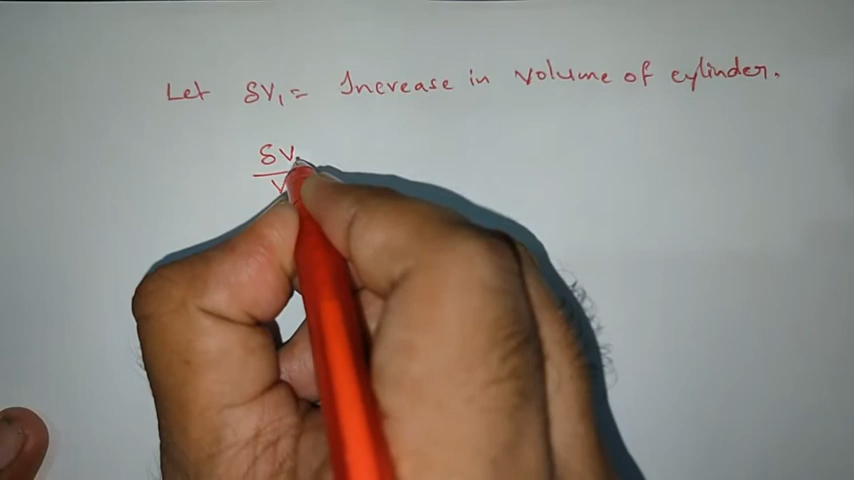 Let δV₁ = Increase in volume of cylinder.
δV
V